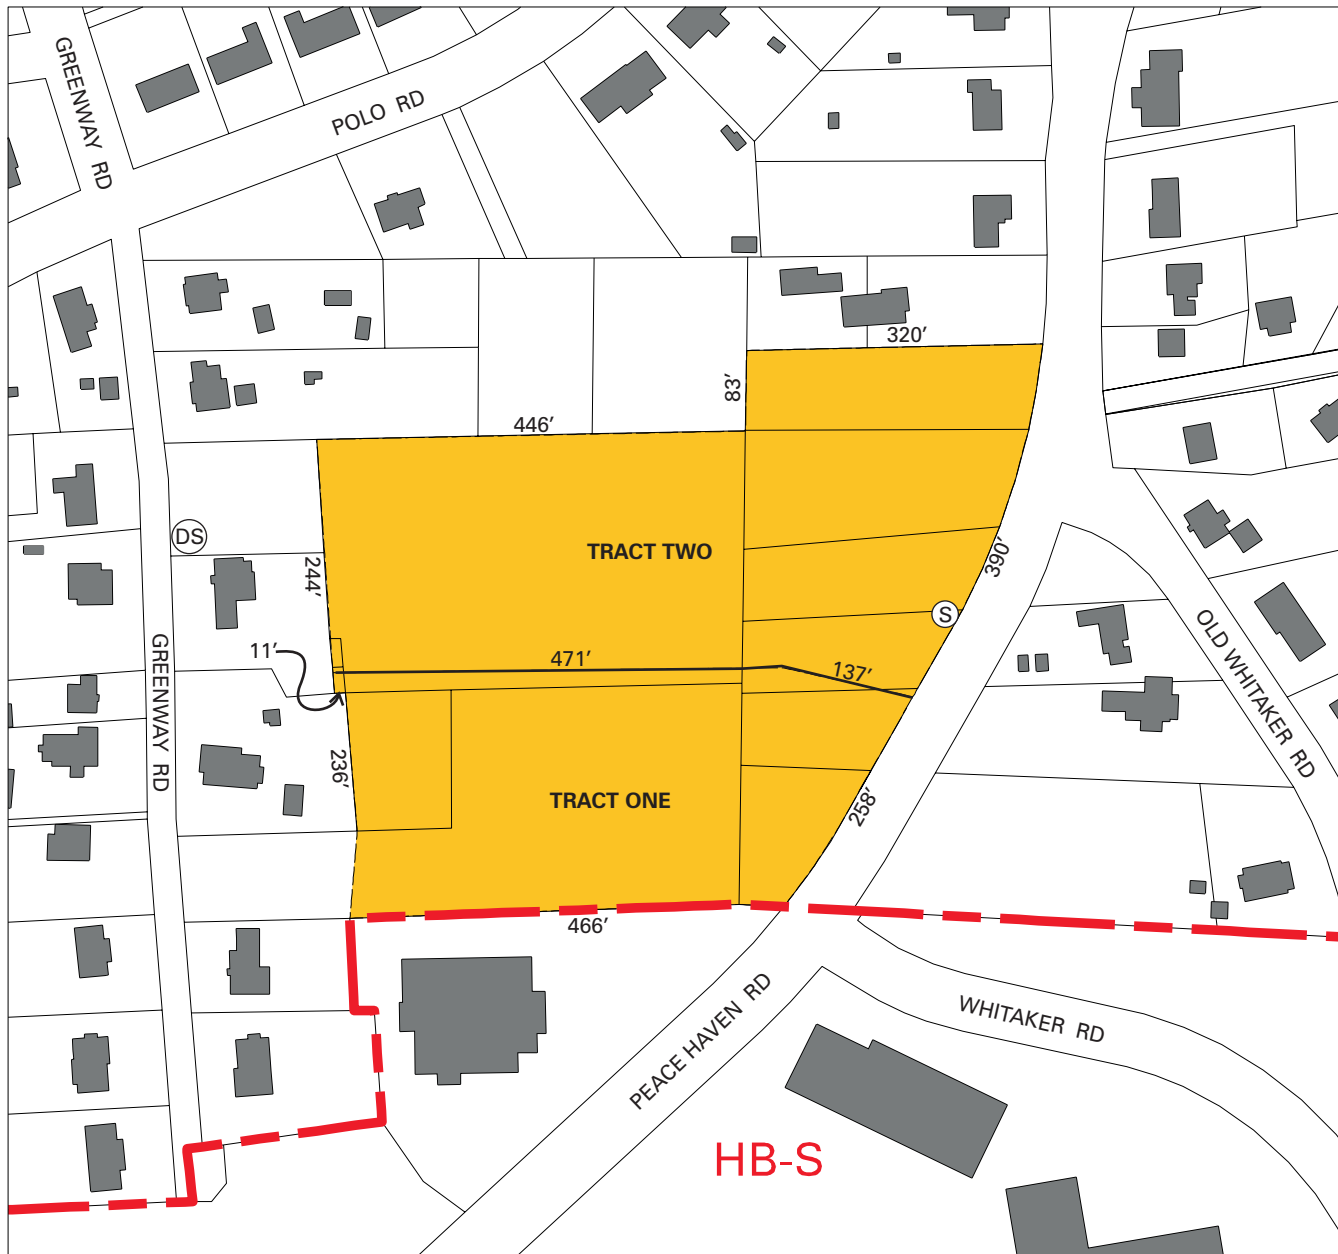 GREENWAY RD
POLO RD
320'
83'
446'
DS
TRACT TWO
244'
390'
S
OLD WHITAKER RD
GREENWAY RD
11'
471'
137'
236'
TRACT ONE
258'
466'
PEACE HAVEN RD
WHITAKER RD
HB-S